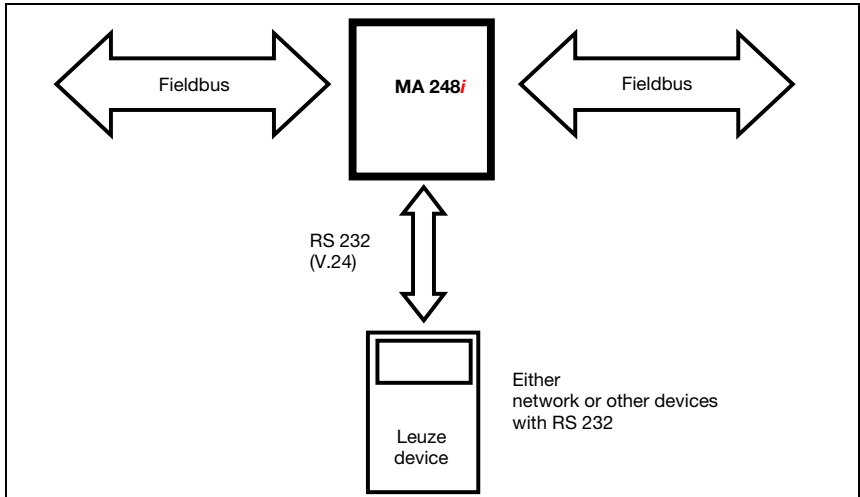 Fieldbus
MA 248i
Fieldbus
RS 232
(V.24)
Either
network or other devices
with RS 232
Leuze
device